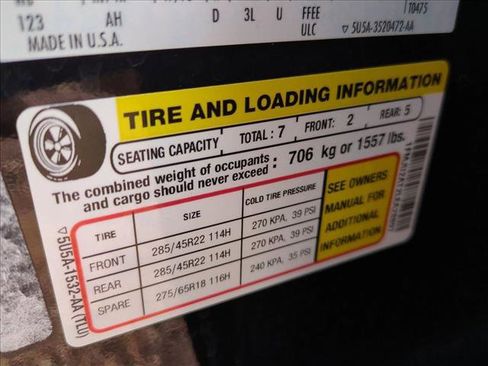 123 AH D 3L U FFEE T0475
MADE IN U.S.A. ULC ▽ 5U5A-3520472-AA
TIRE AND LOADING INFORMATION
SEATING CAPACITY TOTAL: 7 FRONT: 2 REAR: 5
The combined weight of occupants
and cargo should never exceed : 706 kg or 1557 lbs.
TIRE SIZE COLD TIRE PRESSURE
FRONT 285/45R22 114H 270 KPA, 39 PSI
REAR 285/45R22 114H 270 KPA, 39 PSI
SPARE 275/65R18 116H 240 KPA, 35 PSI
SEE OWNERS
MANUAL FOR
ADDITIONAL
INFORMATION
▽ 5U5A-1532-AA (TLU)